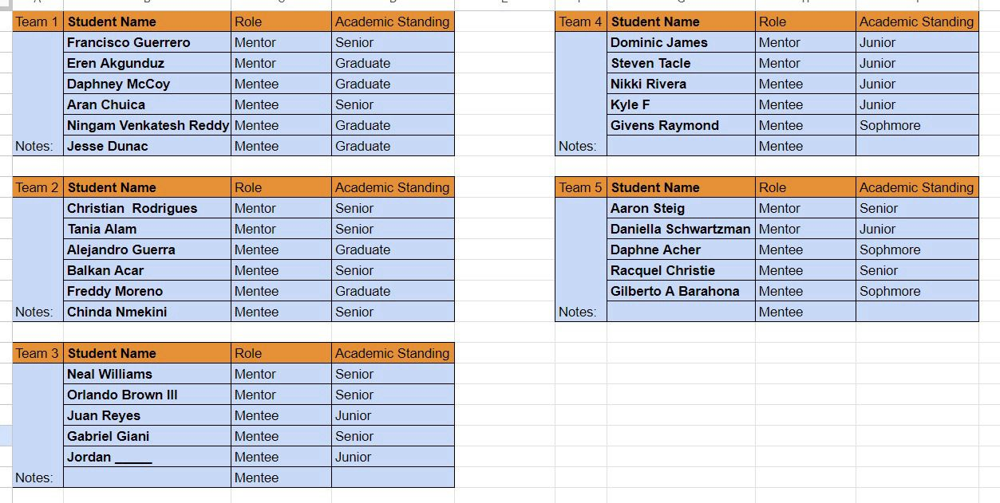 Team 1 Student Name Role Academic Standing
Francisco Guerrero Mentor Senior
Eren Akgunduz Mentor Graduate
Daphney McCoy Mentee Graduate
Aran Chuica Mentee Senior
Ningam Venkatesh Reddy Mentee Graduate
Notes: Jesse Dunac Mentee Graduate
Team 2 Student Name Role Academic Standing
Christian  Rodrigues Mentor Senior
Tania Alam Mentor Senior
Alejandro Guerra Mentee Graduate
Balkan Acar Mentee Senior
Freddy Moreno Mentee Graduate
Notes: Chinda Nmekini Mentee Senior
Team 3 Student Name Role Academic Standing
Neal Williams Mentor Senior
Orlando Brown III Mentor Senior
Juan Reyes Mentee Junior
Gabriel Giani Mentee Senior
Jordan _____ Mentee Junior
Notes: Mentee
Team 4 Student Name Role Academic Standing
Dominic James Mentor Junior
Steven Tacle Mentor Junior
Nikki Rivera Mentee Junior
Kyle F Mentee Junior
Givens Raymond Mentee Sophmore
Notes: Mentee
Team 5 Student Name Role Academic Standing
Aaron Steig Mentor Senior
Daniella Schwartzman Mentor Junior
Daphne Acher Mentee Sophmore
Racquel Christie Mentee Senior
Gilberto A Barahona Mentee Sophmore
Notes: Mentee